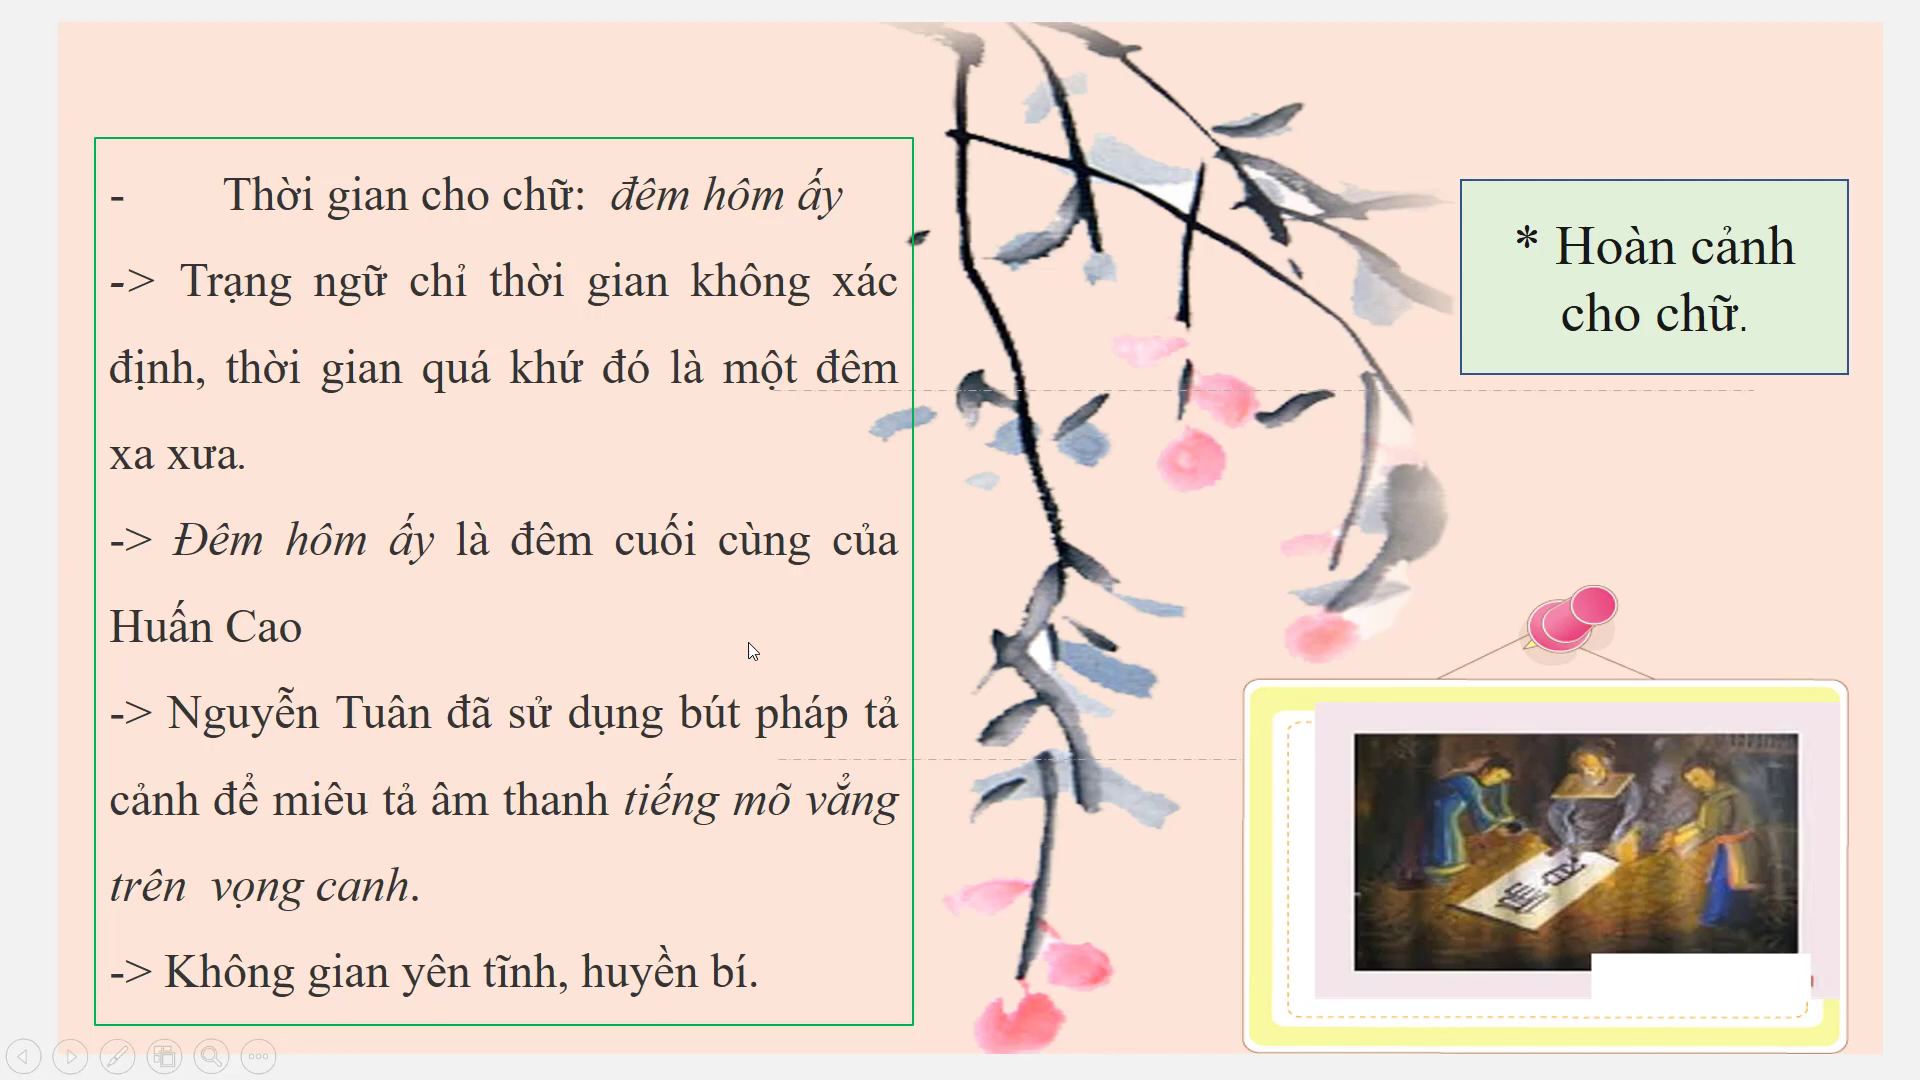 - Thời gian cho chữ: đêm hôm ấy
-> Trạng ngữ chỉ thời gian không xác
định, thời gian quá khứ đó là một đêm
xa xưa.
-> Đêm hôm ấy là đêm cuối cùng của
Huấn Cao
-> Nguyễn Tuân đã sử dụng bút pháp tả
cảnh để miêu tả âm thanh tiếng mõ vẳng
trên vọng canh.
-> Không gian yên tĩnh, huyền bí.
* Hoàn cảnh
cho chữ.